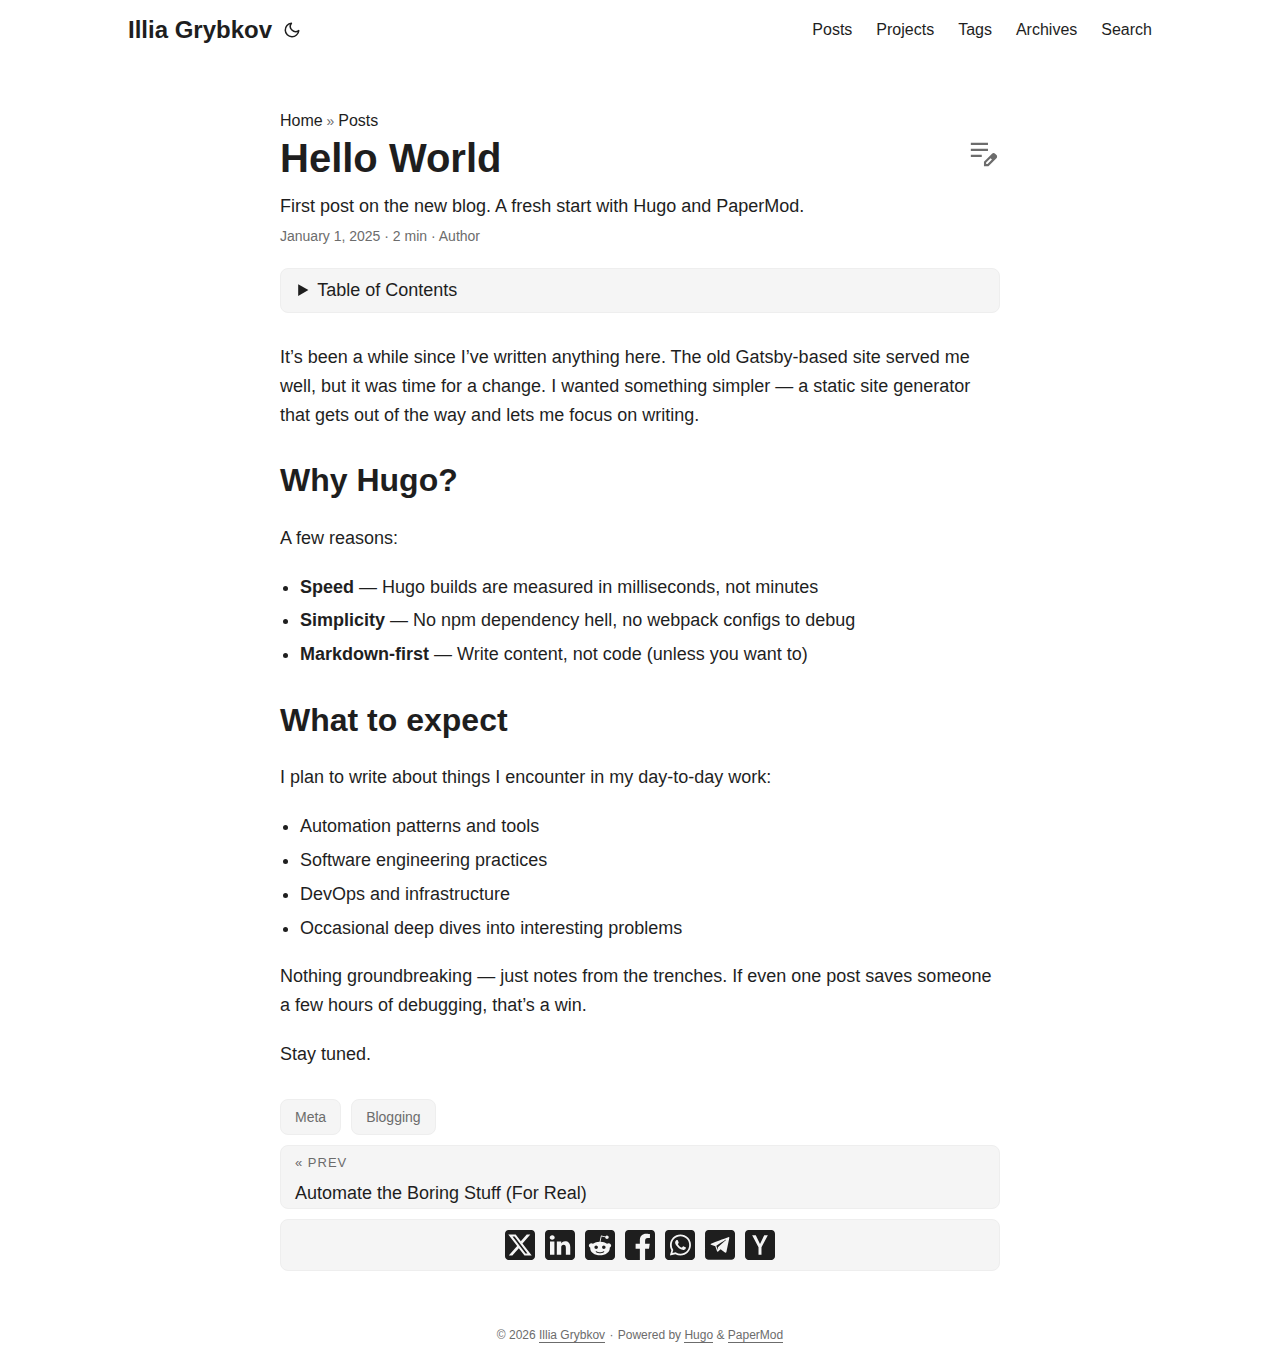 Illia Grybkov
Posts Projects Tags Archives Search
Home » Posts
Hello World
First post on the new blog. A fresh start with Hugo and PaperMod.
January 1, 2025 · 2 min · Author
Table of Contents
It’s been a while since I’ve written anything here. The old Gatsby-based site served me
well, but it was time for a change. I wanted something simpler — a static site generator
that gets out of the way and lets me focus on writing.
Why Hugo?
A few reasons:
Speed — Hugo builds are measured in milliseconds, not minutes
Simplicity — No npm dependency hell, no webpack configs to debug
Markdown-first — Write content, not code (unless you want to)
What to expect
I plan to write about things I encounter in my day-to-day work:
Automation patterns and tools
Software engineering practices
DevOps and infrastructure
Occasional deep dives into interesting problems
Nothing groundbreaking — just notes from the trenches. If even one post saves someone
a few hours of debugging, that’s a win.
Stay tuned.
Meta Blogging
« PREV
Automate the Boring Stuff (For Real)
© 2026 Illia Grybkov · Powered by Hugo & PaperMod